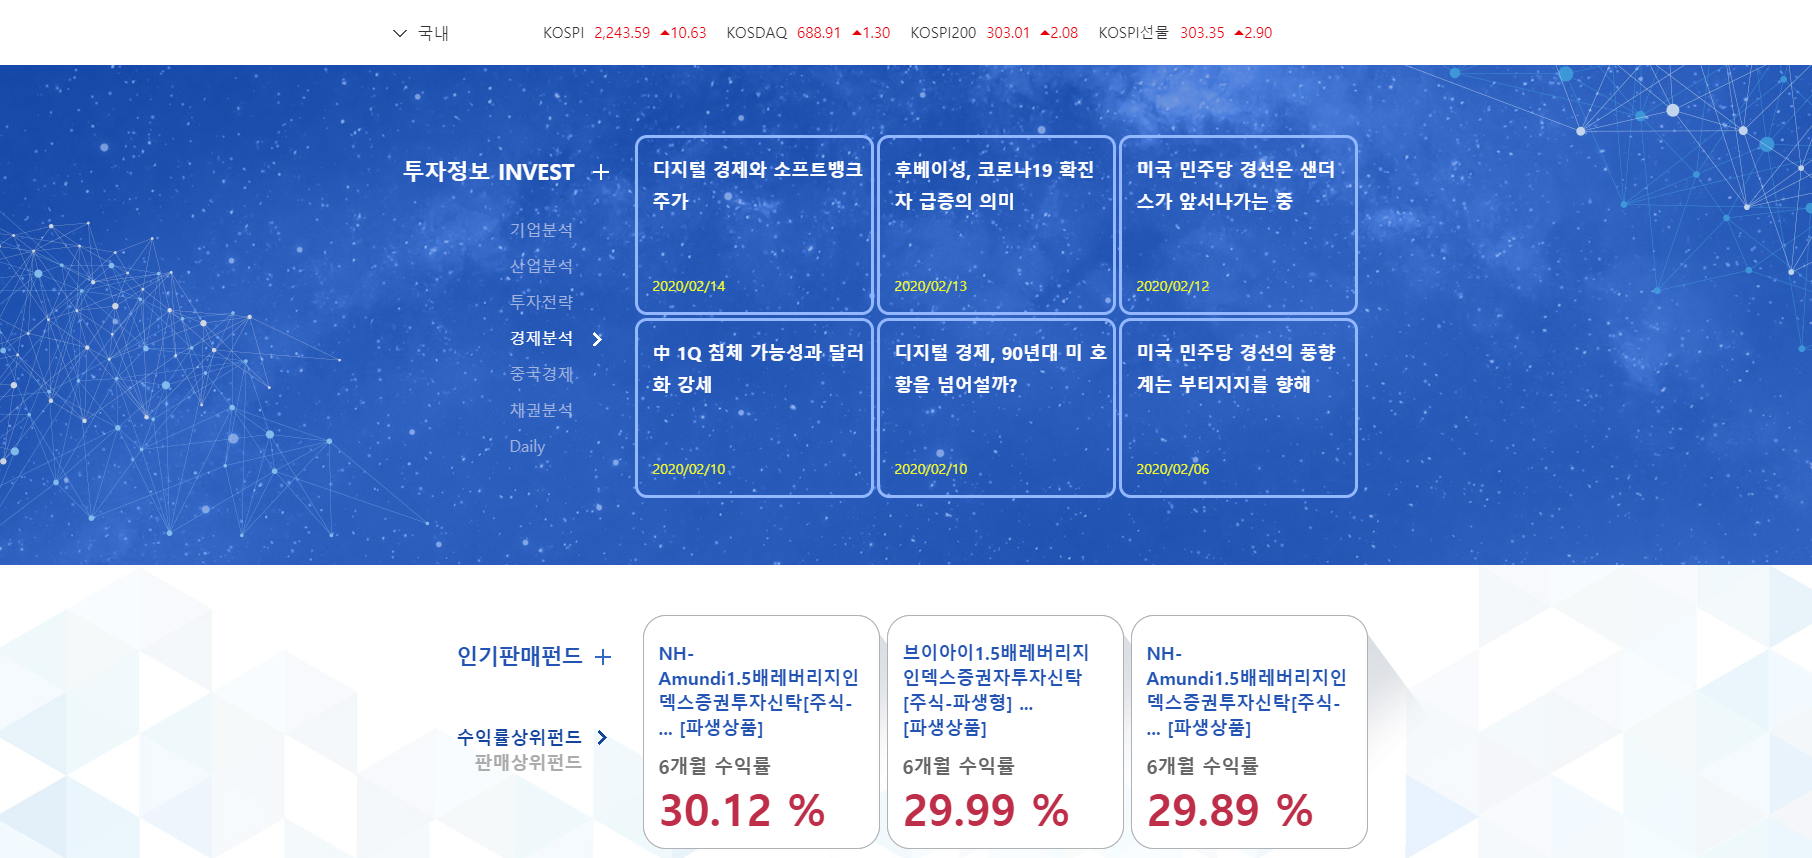 국내
KOSPI 2,243.59 ▲10.63 KOSDAQ 688.91 ▲1.30 KOSPI200 303.01 ▲2.08 KOSPI선물 303.35 ▲2.90
투자정보 INVEST +
기업분석
산업분석
투자전략
경제분석
중국경제
채권분석
Daily
디지털 경제와 소프트뱅크
주가
2020/02/14
후베이성, 코로나19 확진
자 급증의 의미
2020/02/13
미국 민주당 경선은 샌더
스가 앞서나가는 중
2020/02/12
中 1Q 침체 가능성과 달러
화 강세
2020/02/10
디지털 경제, 90년대 미 호
황을 넘어설까?
2020/02/10
미국 민주당 경선의 풍향
계는 부티지지를 향해
2020/02/06
인기판매펀드 +
수익률상위펀드
판매상위펀드
NH-
Amundi1.5배레버리지인
덱스증권투자신탁[주식-
... [파생상품]
6개월 수익률
30.12 %
브이아이1.5배레버리지
인덱스증권자투자신탁
[주식-파생형] ...
[파생상품]
6개월 수익률
29.99 %
NH-
Amundi1.5배레버리지인
덱스증권투자신탁[주식-
... [파생상품]
6개월 수익률
29.89 %